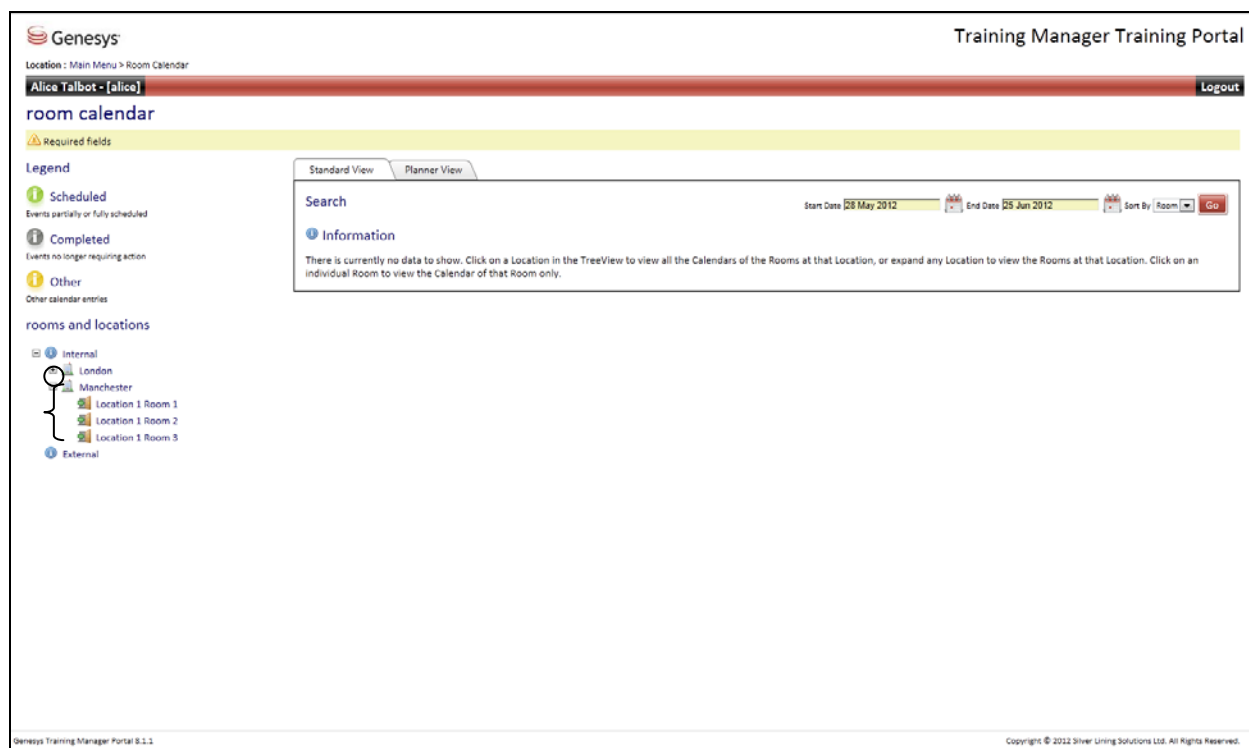 Genesys
Training Manager Training Portal
Location : Main Menu > Room Calendar
Alice Talbot - [alice]
Logout
room calendar
Required fields
Legend
Scheduled
Events partially or fully scheduled
Completed
Events no longer requiring action
Other
Other calendar entries
rooms and locations
Internal
London
Manchester
Location 1 Room 1
Location 1 Room 2
Location 1 Room 3
External
Standard View
Planner View
Search
Start Date 28 May 2012 End Date 25 Jun 2012 Sort By Room Go
Information
There is currently no data to show. Click on a Location in the TreeView to view all the Calendars of the Rooms at that Location, or expand any Location to view the Rooms at that Location. Click on an
individual Room to view the Calendar of that Room only.
Genesys Training Manager Portal 8.1.1
Copyright © 2012 Silver Lining Solutions Ltd. All Rights Reserved.